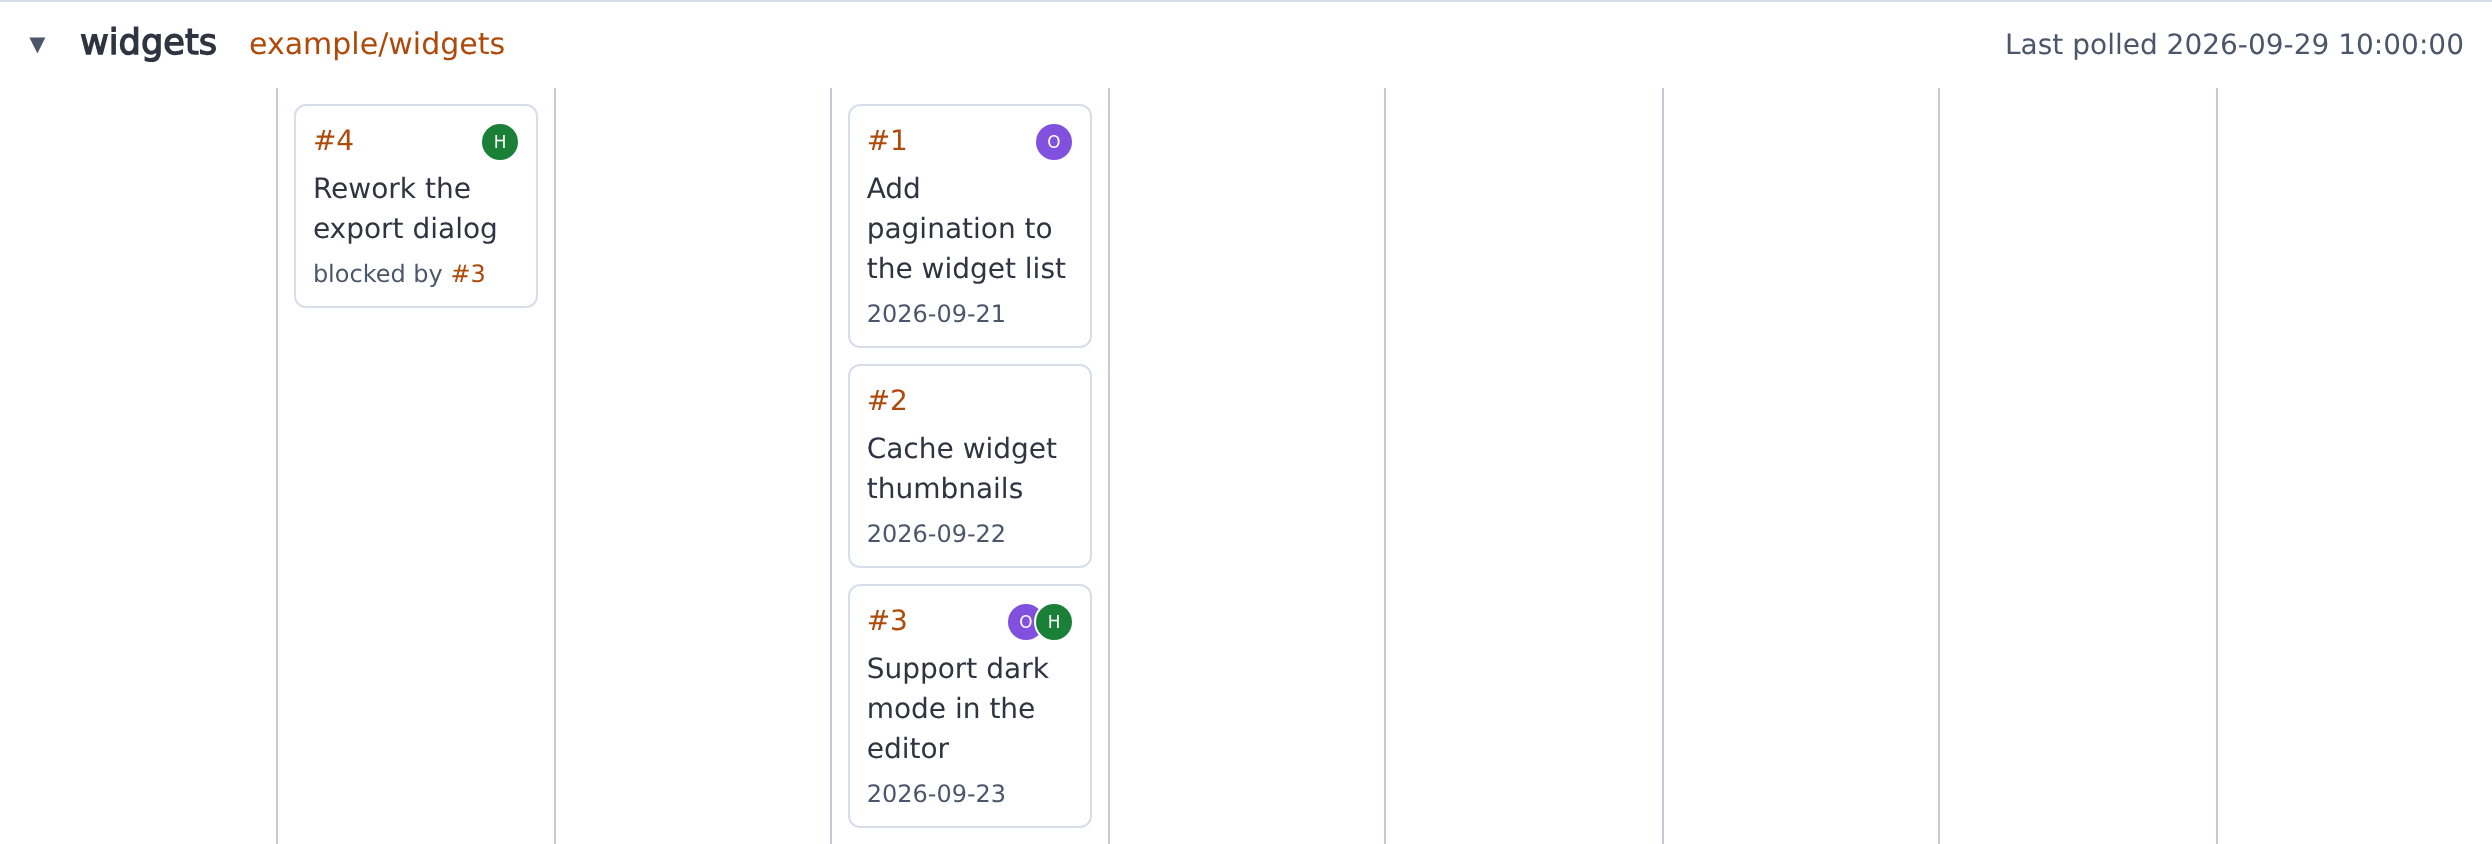 ▼ widgets example/widgets Last polled 2026-09-29 10:00:00
#4 H
Rework the
export dialog
blocked by #3
#1 O
Add
pagination to
the widget list
2026-09-21
#2
Cache widget
thumbnails
2026-09-22
#3 O H
Support dark
mode in the
editor
2026-09-23